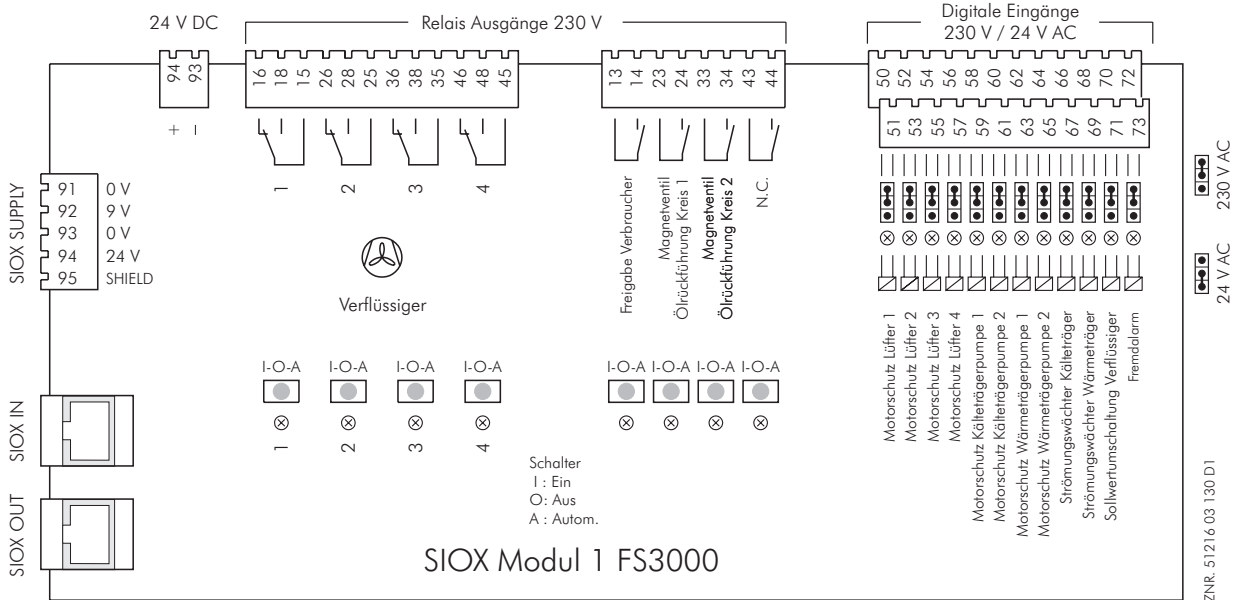 24 V DC
Relais Ausgänge 230 V
Digitale Eingänge
230 V / 24 V AC
94 93
16 18 15 26 28 25 36 38 35 46 48 45
13 14 23 24 33 34 43 44
50 52 54 56 58 60 62 64 66 68 70 72
51 53 55 57 59 61 63 65 67 69 71 73
+ –
1 2 3 4
SIOX SUPPLY
91 0 V
92 9 V
93 0 V
94 24 V
95 SHIELD
Verflüssiger
Freigabe Verbraucher
Magnetventil
Ölrückführung Kreis 1
Magnetventil
Ölrückführung Kreis 2
N.C.
230 V AC
24 V AC
Motorschutz Lüfter 1
Motorschutz Lüfter 2
Motorschutz Lüfter 3
Motorschutz Lüfter 4
Motorschutz Kälteträgerpumpe 1
Motorschutz Kälteträgerpumpe 2
Motorschutz Wärmeträgerpumpe 1
Motorschutz Wärmeträgerpumpe 2
Strömungswächter Kälteträger
Strömungswächter Wärmeträger
Sollwertumschaltung Verflüssiger
Fremdalarm
I-O-A I-O-A I-O-A I-O-A I-O-A I-O-A I-O-A I-O-A
1 2 3 4
SIOX IN
SIOX OUT
Schalter
I : Ein
O: Aus
A : Autom.
SIOX Modul 1 FS3000
ZNR. 51216 03 130 D1